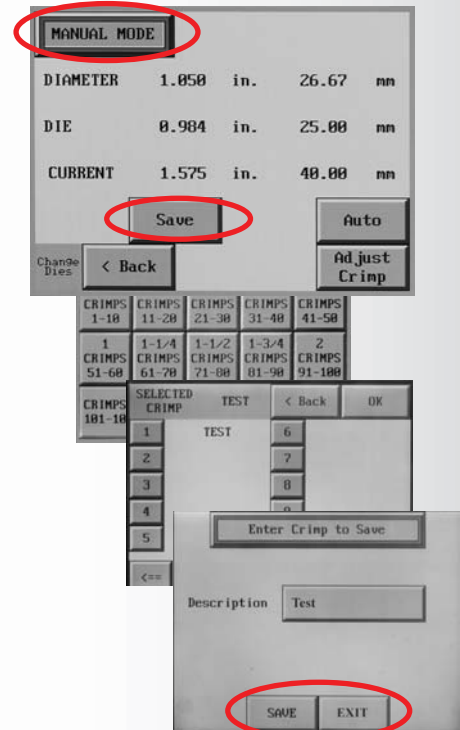 MANUAL MODE
DIAMETER 1.050 in. 26.67 mm
DIE 0.984 in. 25.00 mm
CURRENT 1.575 in. 40.00 mm
Save Auto
Change Dies < Back Adjust Crimp
CRIMPS 1-10 CRIMPS 11-20 CRIMPS 21-30 CRIMPS 31-40 CRIMPS 41-50
1 CRIMPS 51-60 1-1/4 CRIMPS 61-70 1-1/2 CRIMPS 71-80 1-3/4 CRIMPS 81-90 2 CRIMPS 91-100
CRIMPS 101-10
SELECTED CRIMP TEST < Back OK
1 TEST 6
2 7
3 8
4
5
<==
Enter Crimp to Save
Description Test
SAVE EXIT